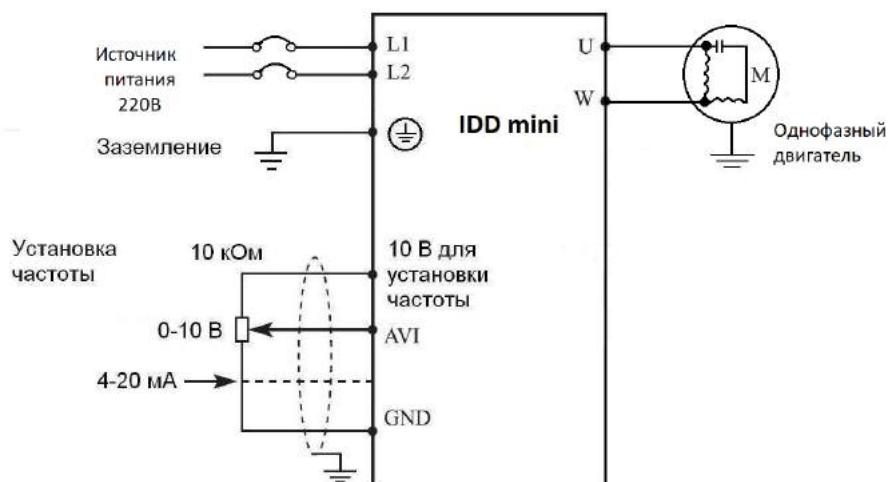 Источник
питания
220В
L1
L2
Заземление
IDD mini
U
W
M
Однофазный
двигатель
Установка
частоты
10 кОм
10 В для
установки
частоты
0-10 В
AVI
4-20 мА
GND